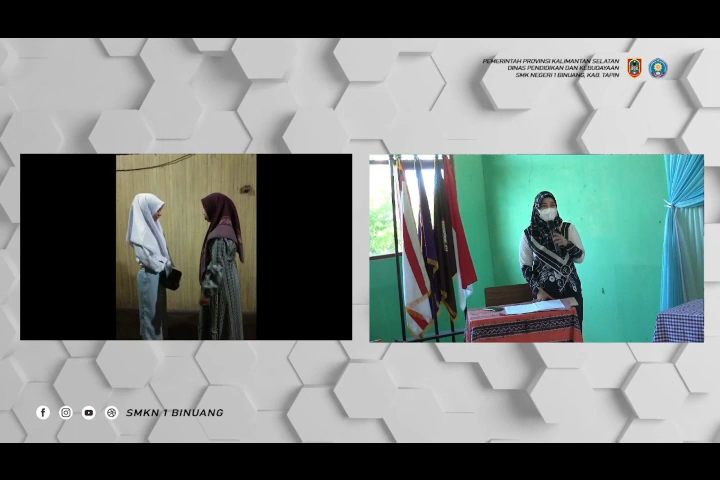 PEMERINTAH PROVINSI KALIMANTAN SELATAN
DINAS PENDIDIKAN DAN KEBUDAYAAN
SMK NEGERI 1 BINUANG, KAB. TAPIN
SMKN 1 BINUANG